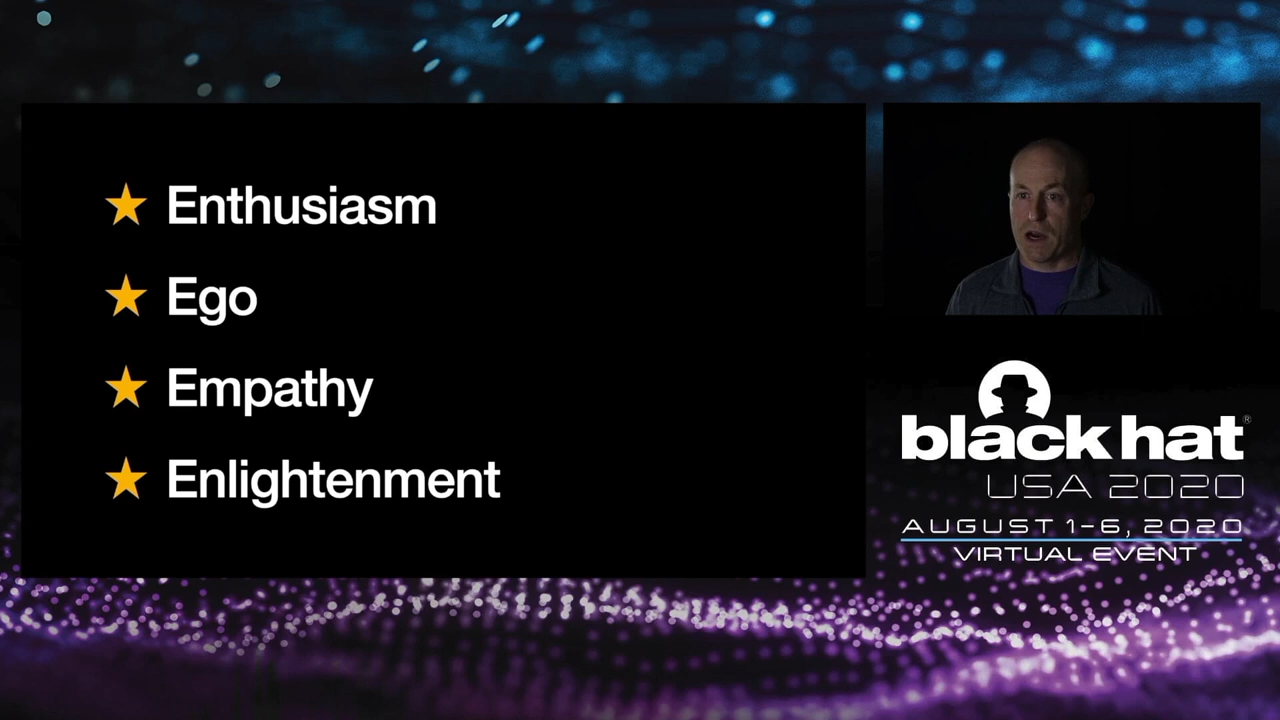 Enthusiasm
Ego
Empathy
Enlightenment
black hat®
USA 2020
AUGUST 1-6, 2020
VIRTUAL EVENT